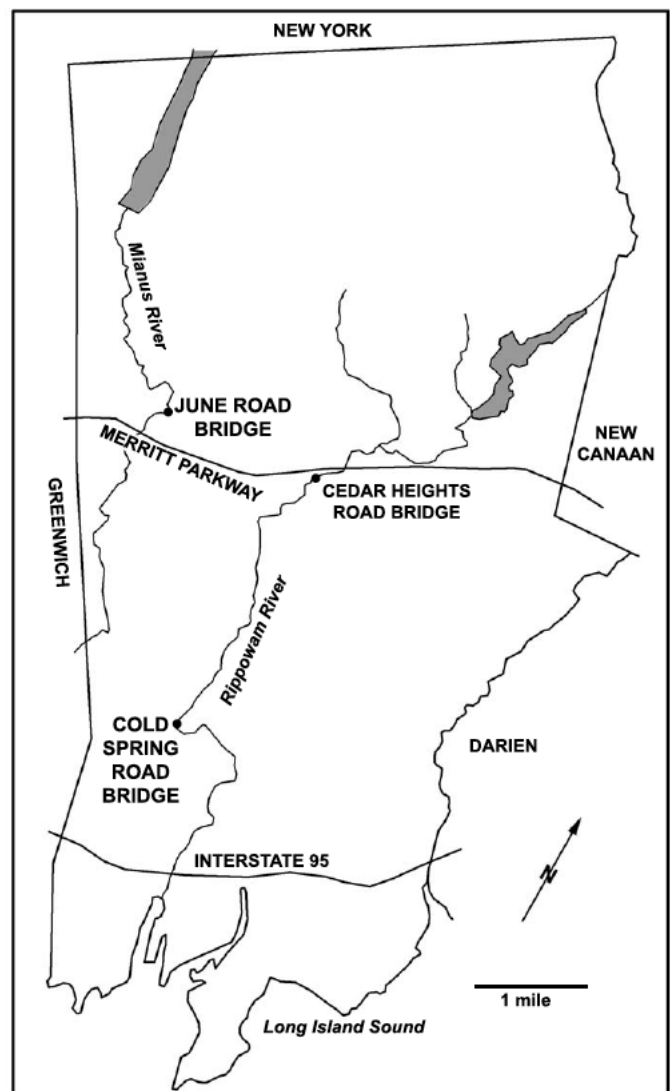 NEW YORK
Mianus River
JUNE ROAD
BRIDGE
MERRITT PARKWAY
NEW
CANAAN
GREENWICH
CEDAR HEIGHTS
ROAD BRIDGE
Rippowam River
COLD
SPRING
ROAD
BRIDGE
DARIEN
INTERSTATE 95
N
1 mile
Long Island Sound